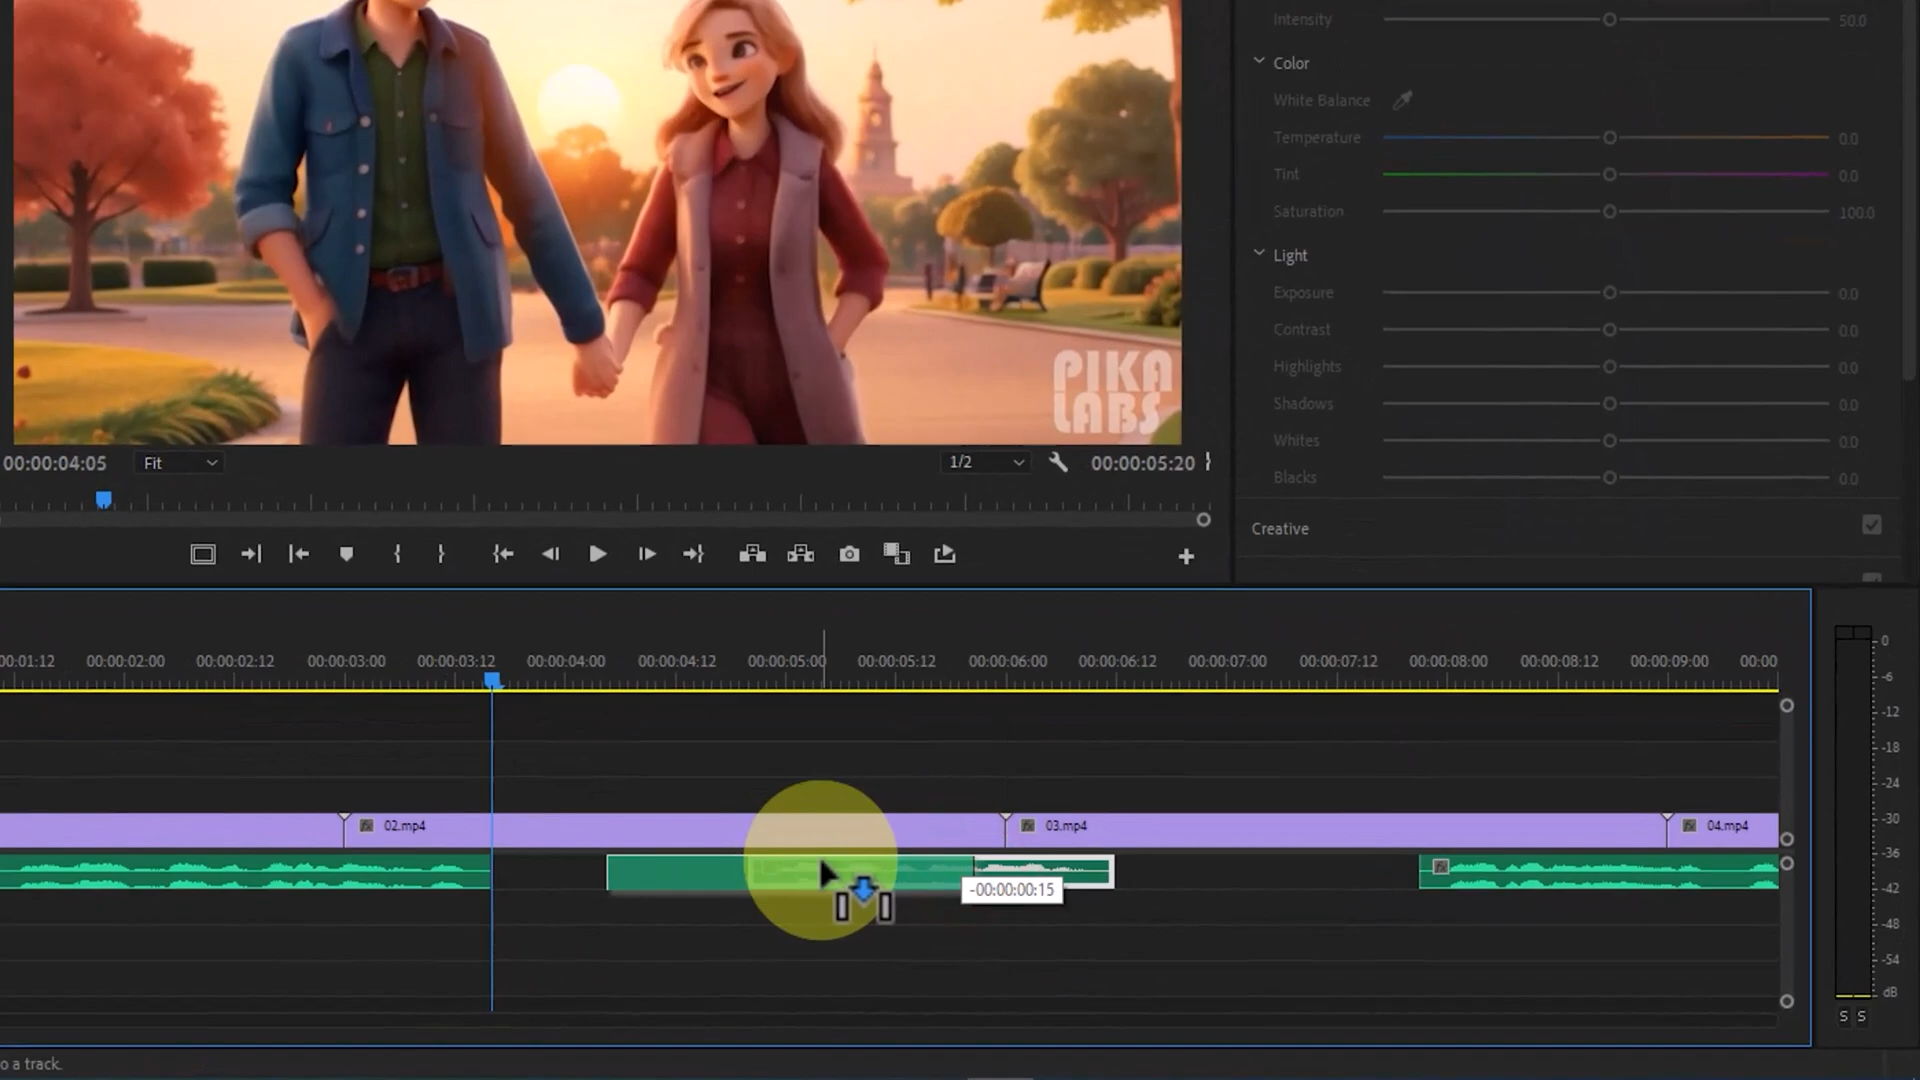 Intensity 50.0
Color
White Balance
Temperature 0.0
Tint 0.0
Saturation 100.0
Light
Exposure 0.0
Contrast 0.0
Highlights 0.0
Shadows 0.0
Whites 0.0
Blacks 0.0
Creative
PIKA
LABS
00:00:04:05 Fit 1/2 00:00:05:20
00:01:12 00:00:02:00 00:00:02:12 00:00:03:00 00:00:03:12 00:00:04:00 00:00:04:12 00:00:05:00 00:00:05:12 00:00:06:00 00:00:06:12 00:00:07:00 00:00:07:12 00:00:08:00 00:00:08:12 00:00:09:00 00:00
fx 02.mp4 fx 03.mp4 fx 04.mp4
-00:00:00:15
fx
0
-6
-12
-18
-24
-30
-36
-42
-48
-54
dB
S S
o a track.